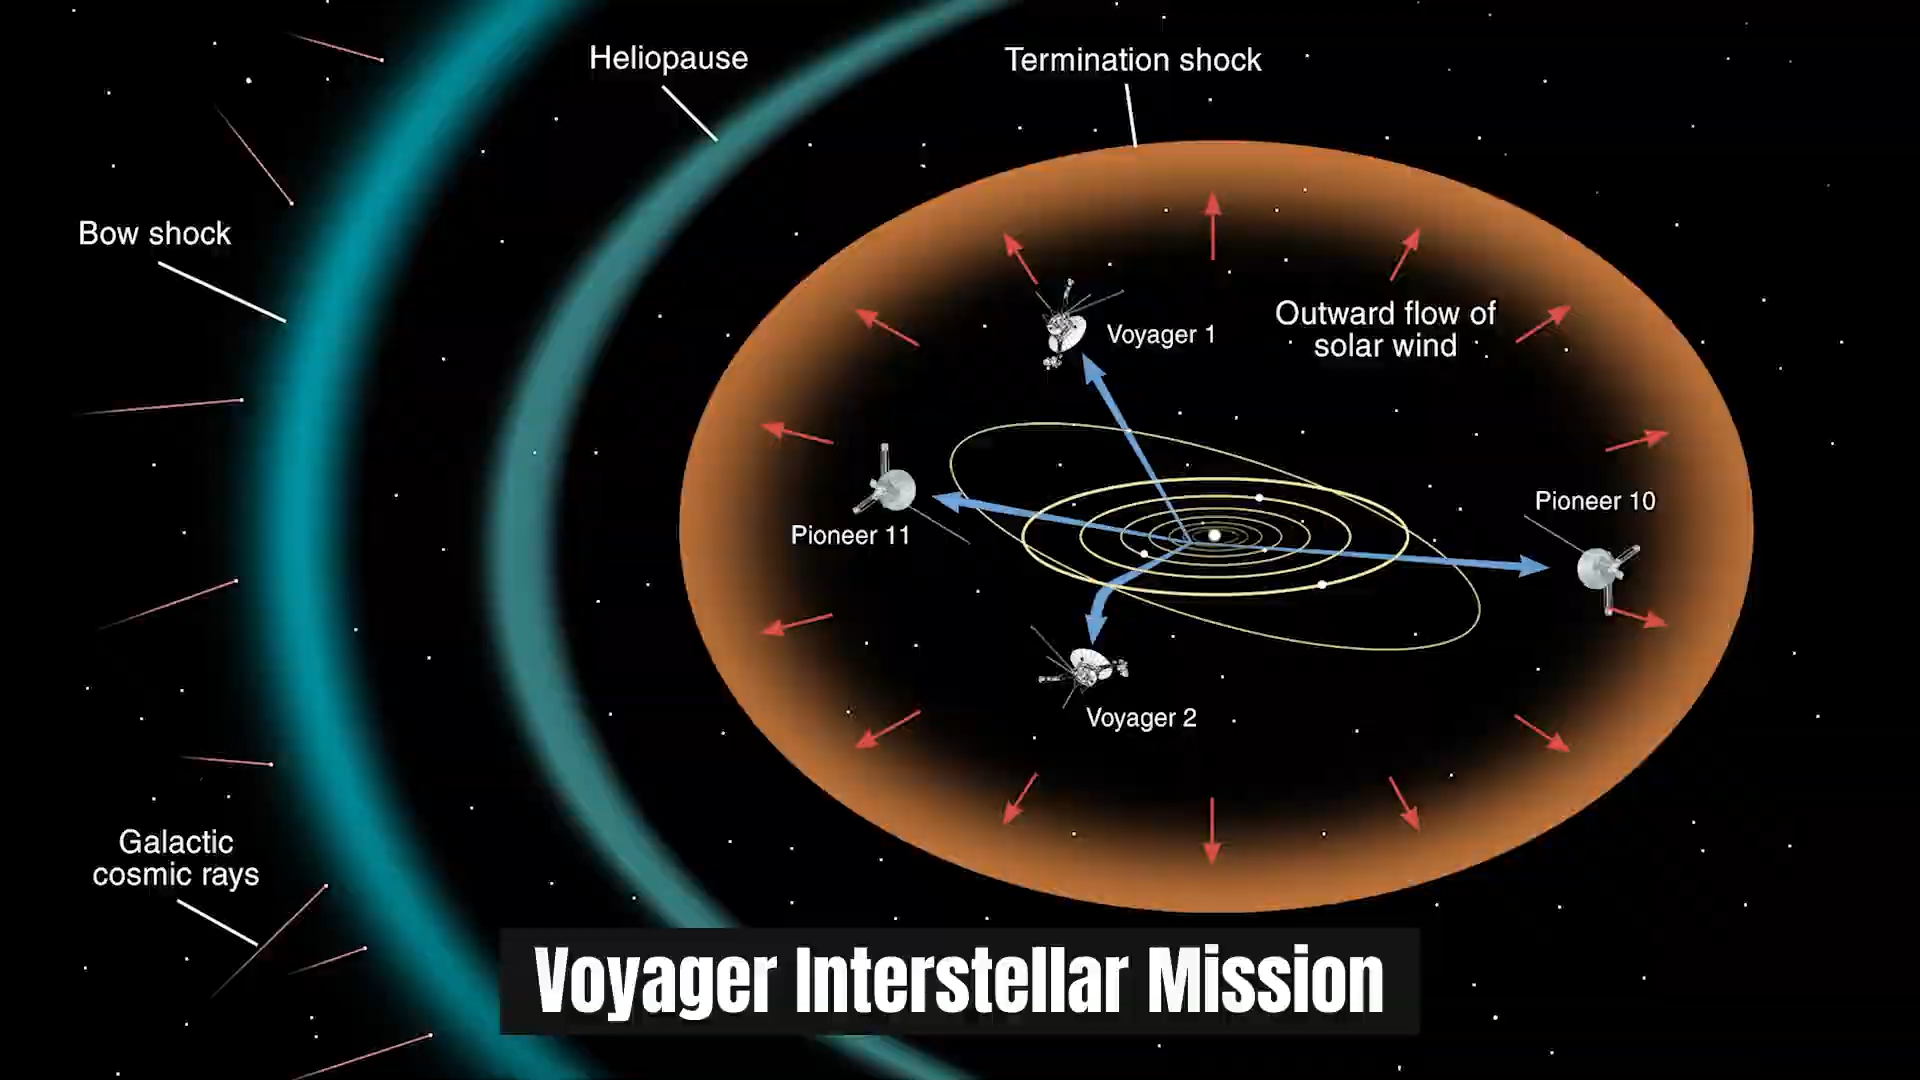 Heliopause
Termination shock
Bow shock
Outward flow of
solar wind
Voyager 1
Pioneer 10
Pioneer 11
Voyager 2
Galactic
cosmic rays
Voyager Interstellar Mission